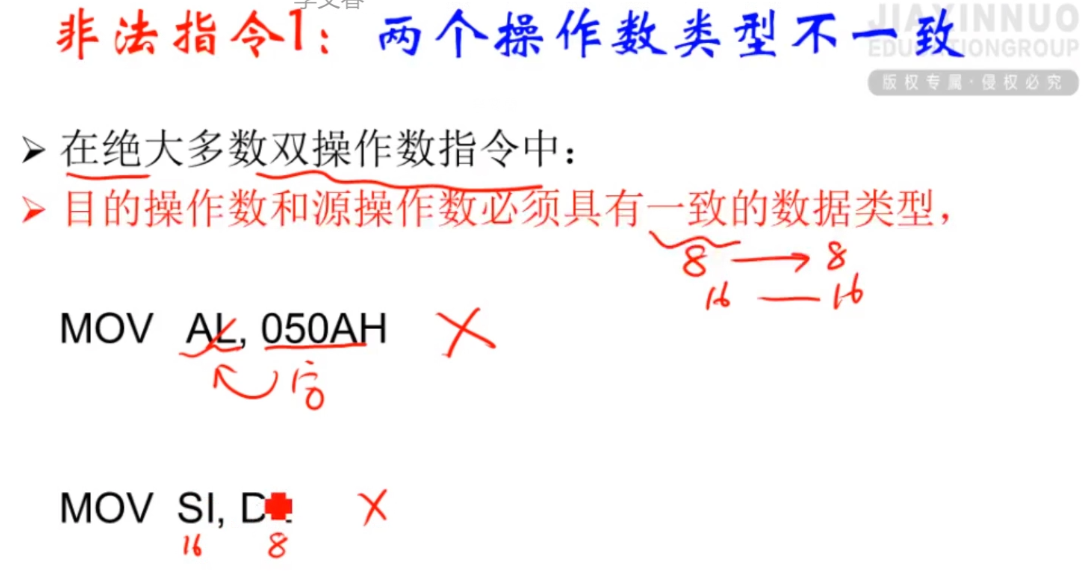 非法指令1：两个操作数类型不一致
JIAXINNUO
EDUCATIONGROUP
版权专属·侵权必究
➢ 在绝大多数双操作数指令中：
➢ 目的操作数和源操作数必须具有一致的数据类型，
8 → 8
16 — 16
MOV AL, 050AH ×
字
MOV SI, D ×
16 8